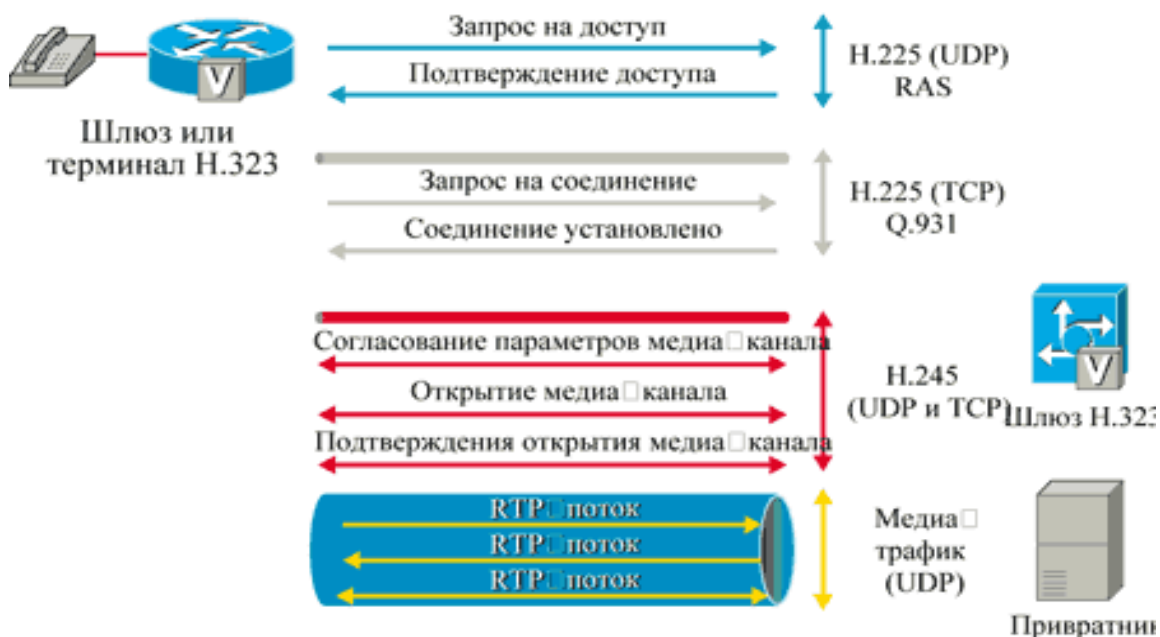 Запрос на доступ
Подтверждение доступа
H.225 (UDP)
RAS
V
Шлюз или
терминал H.323
Запрос на соединение
Соединение установлено
H.225 (TCP)
Q.931
Согласование параметров медиа□канала
Открытие медиа□канала
Подтверждения открытия медиа□канала
H.245
(UDP и TCP)
V
Шлюз H.323
RTP□поток
RTP□поток
RTP□поток
Медиа□
трафик
(UDP)
Привратник